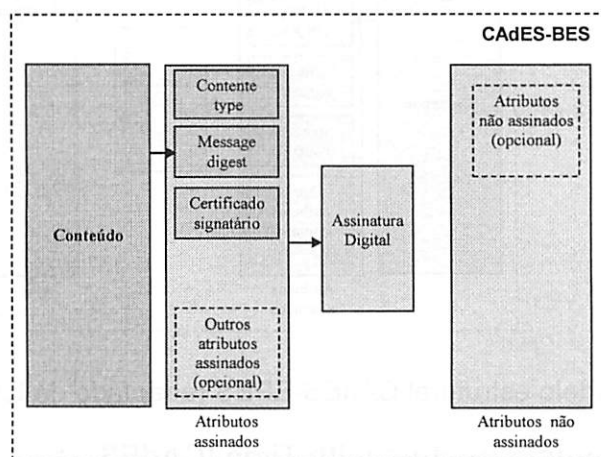 CAdES-BES
Conteúdo
Contente
type
Message
digest
Certificado
signatário
Outros
atributos
assinados
(opcional)
Atributos
assinados
Assinatura
Digital
Atributos
não assinados
(opcional)
Atributos não
assinados